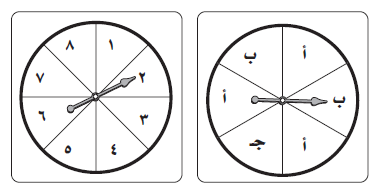 ٨ ١
٧ ٢
٦ ٣
٥ ٤
ب أ
أ ب
جـ أ